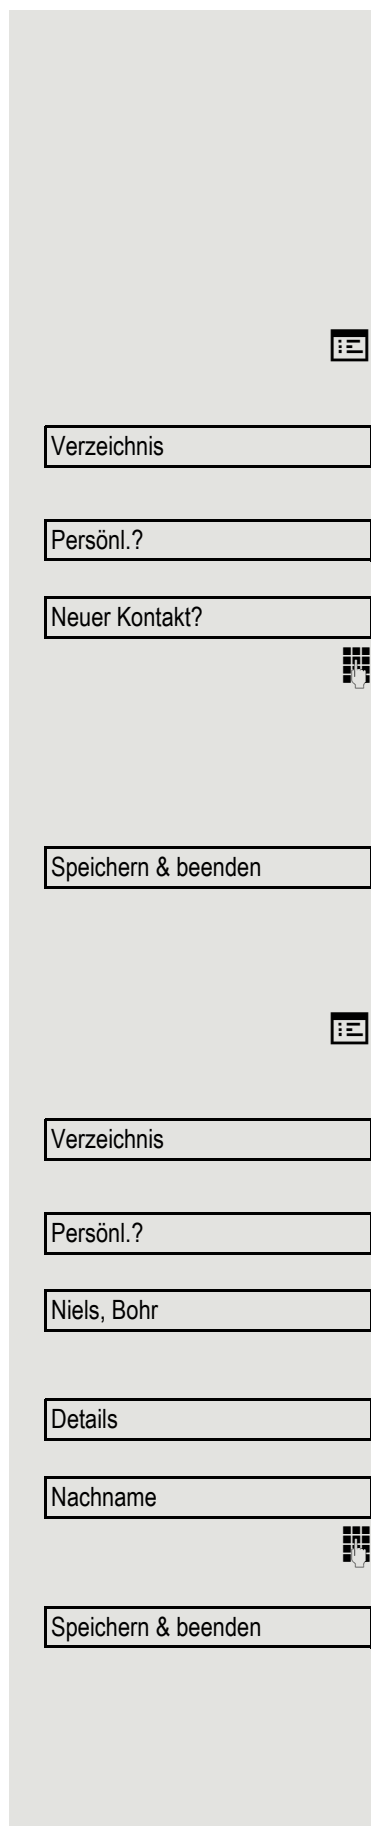 Verzeichnis
Persönl.?
Neuer Kontakt?
Speichern & beenden
Verzeichnis
Persönl.?
Niels, Bohr
Details
Nachname
Speichern & beenden